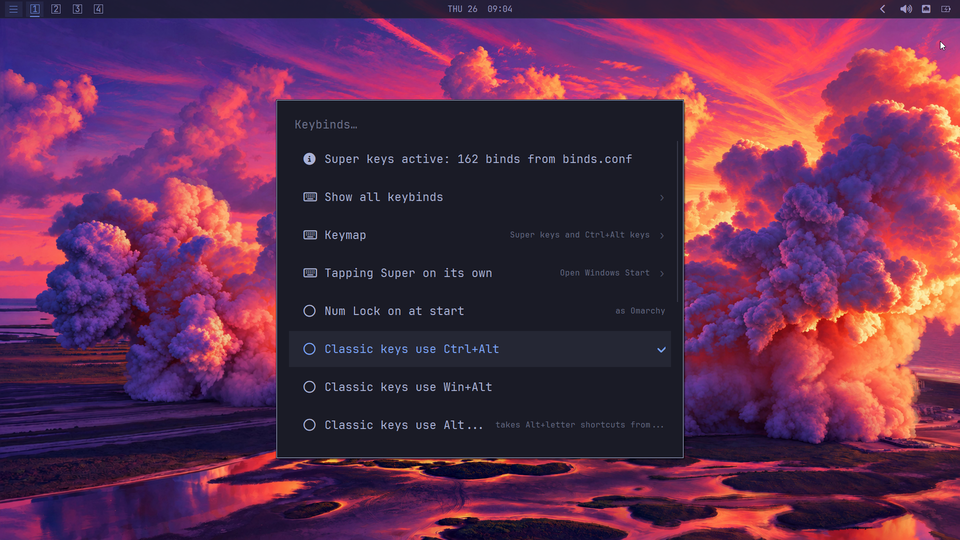 1 2 3 4
THU 26 09:04
Keybinds…
Super keys active: 162 binds from binds.conf
Show all keybinds
Keymap Super keys and Ctrl+Alt keys
Tapping Super on its own Open Windows Start
Num Lock on at start as Omarchy
Classic keys use Ctrl+Alt
Classic keys use Win+Alt
Classic keys use Alt... takes Alt+letter shortcuts from...